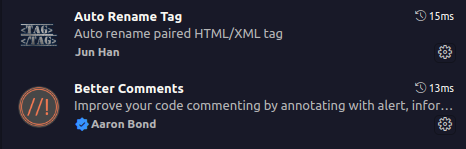 <TAG>
</TAG>
Auto Rename Tag
15ms
Auto rename paired HTML/XML tag
Jun Han
//!
Better Comments
13ms
Improve your code commenting by annotating with alert, infor...
Aaron Bond